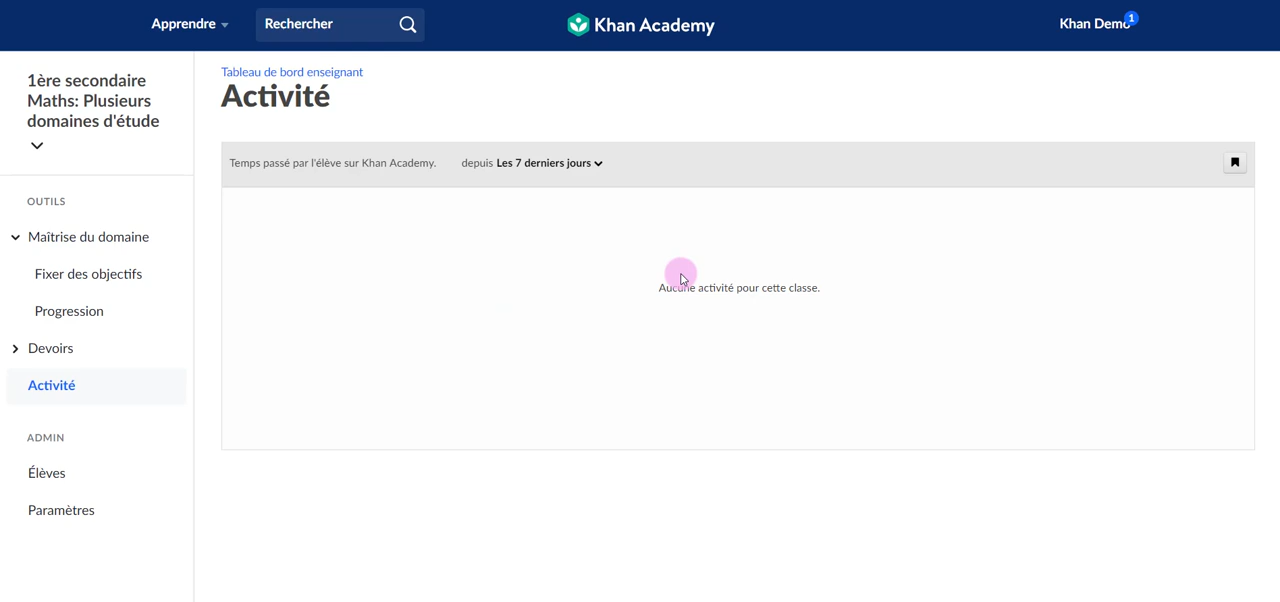 Apprendre
Rechercher
Khan Academy
Khan Demo
1
1ère secondaire
Maths: Plusieurs
domaines d'étude
OUTILS
Maîtrise du domaine
Fixer des objectifs
Progression
Devoirs
Activité
ADMIN
Élèves
Paramètres
Tableau de bord enseignant
Activité
Temps passé par l'élève sur Khan Academy. depuis Les 7 derniers jours
Aucune activité pour cette classe.